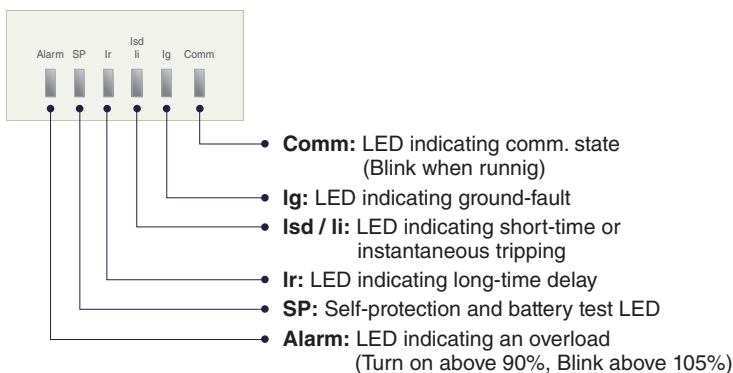 Isd
Alarm SP Ir Ii Ig Comm
Comm: LED indicating comm. state
(Blink when runnig)
Ig: LED indicating ground-fault
Isd / Ii: LED indicating short-time or
instantaneous tripping
Ir: LED indicating long-time delay
SP: Self-protection and battery test LED
Alarm: LED indicating an overload
(Turn on above 90%, Blink above 105%)